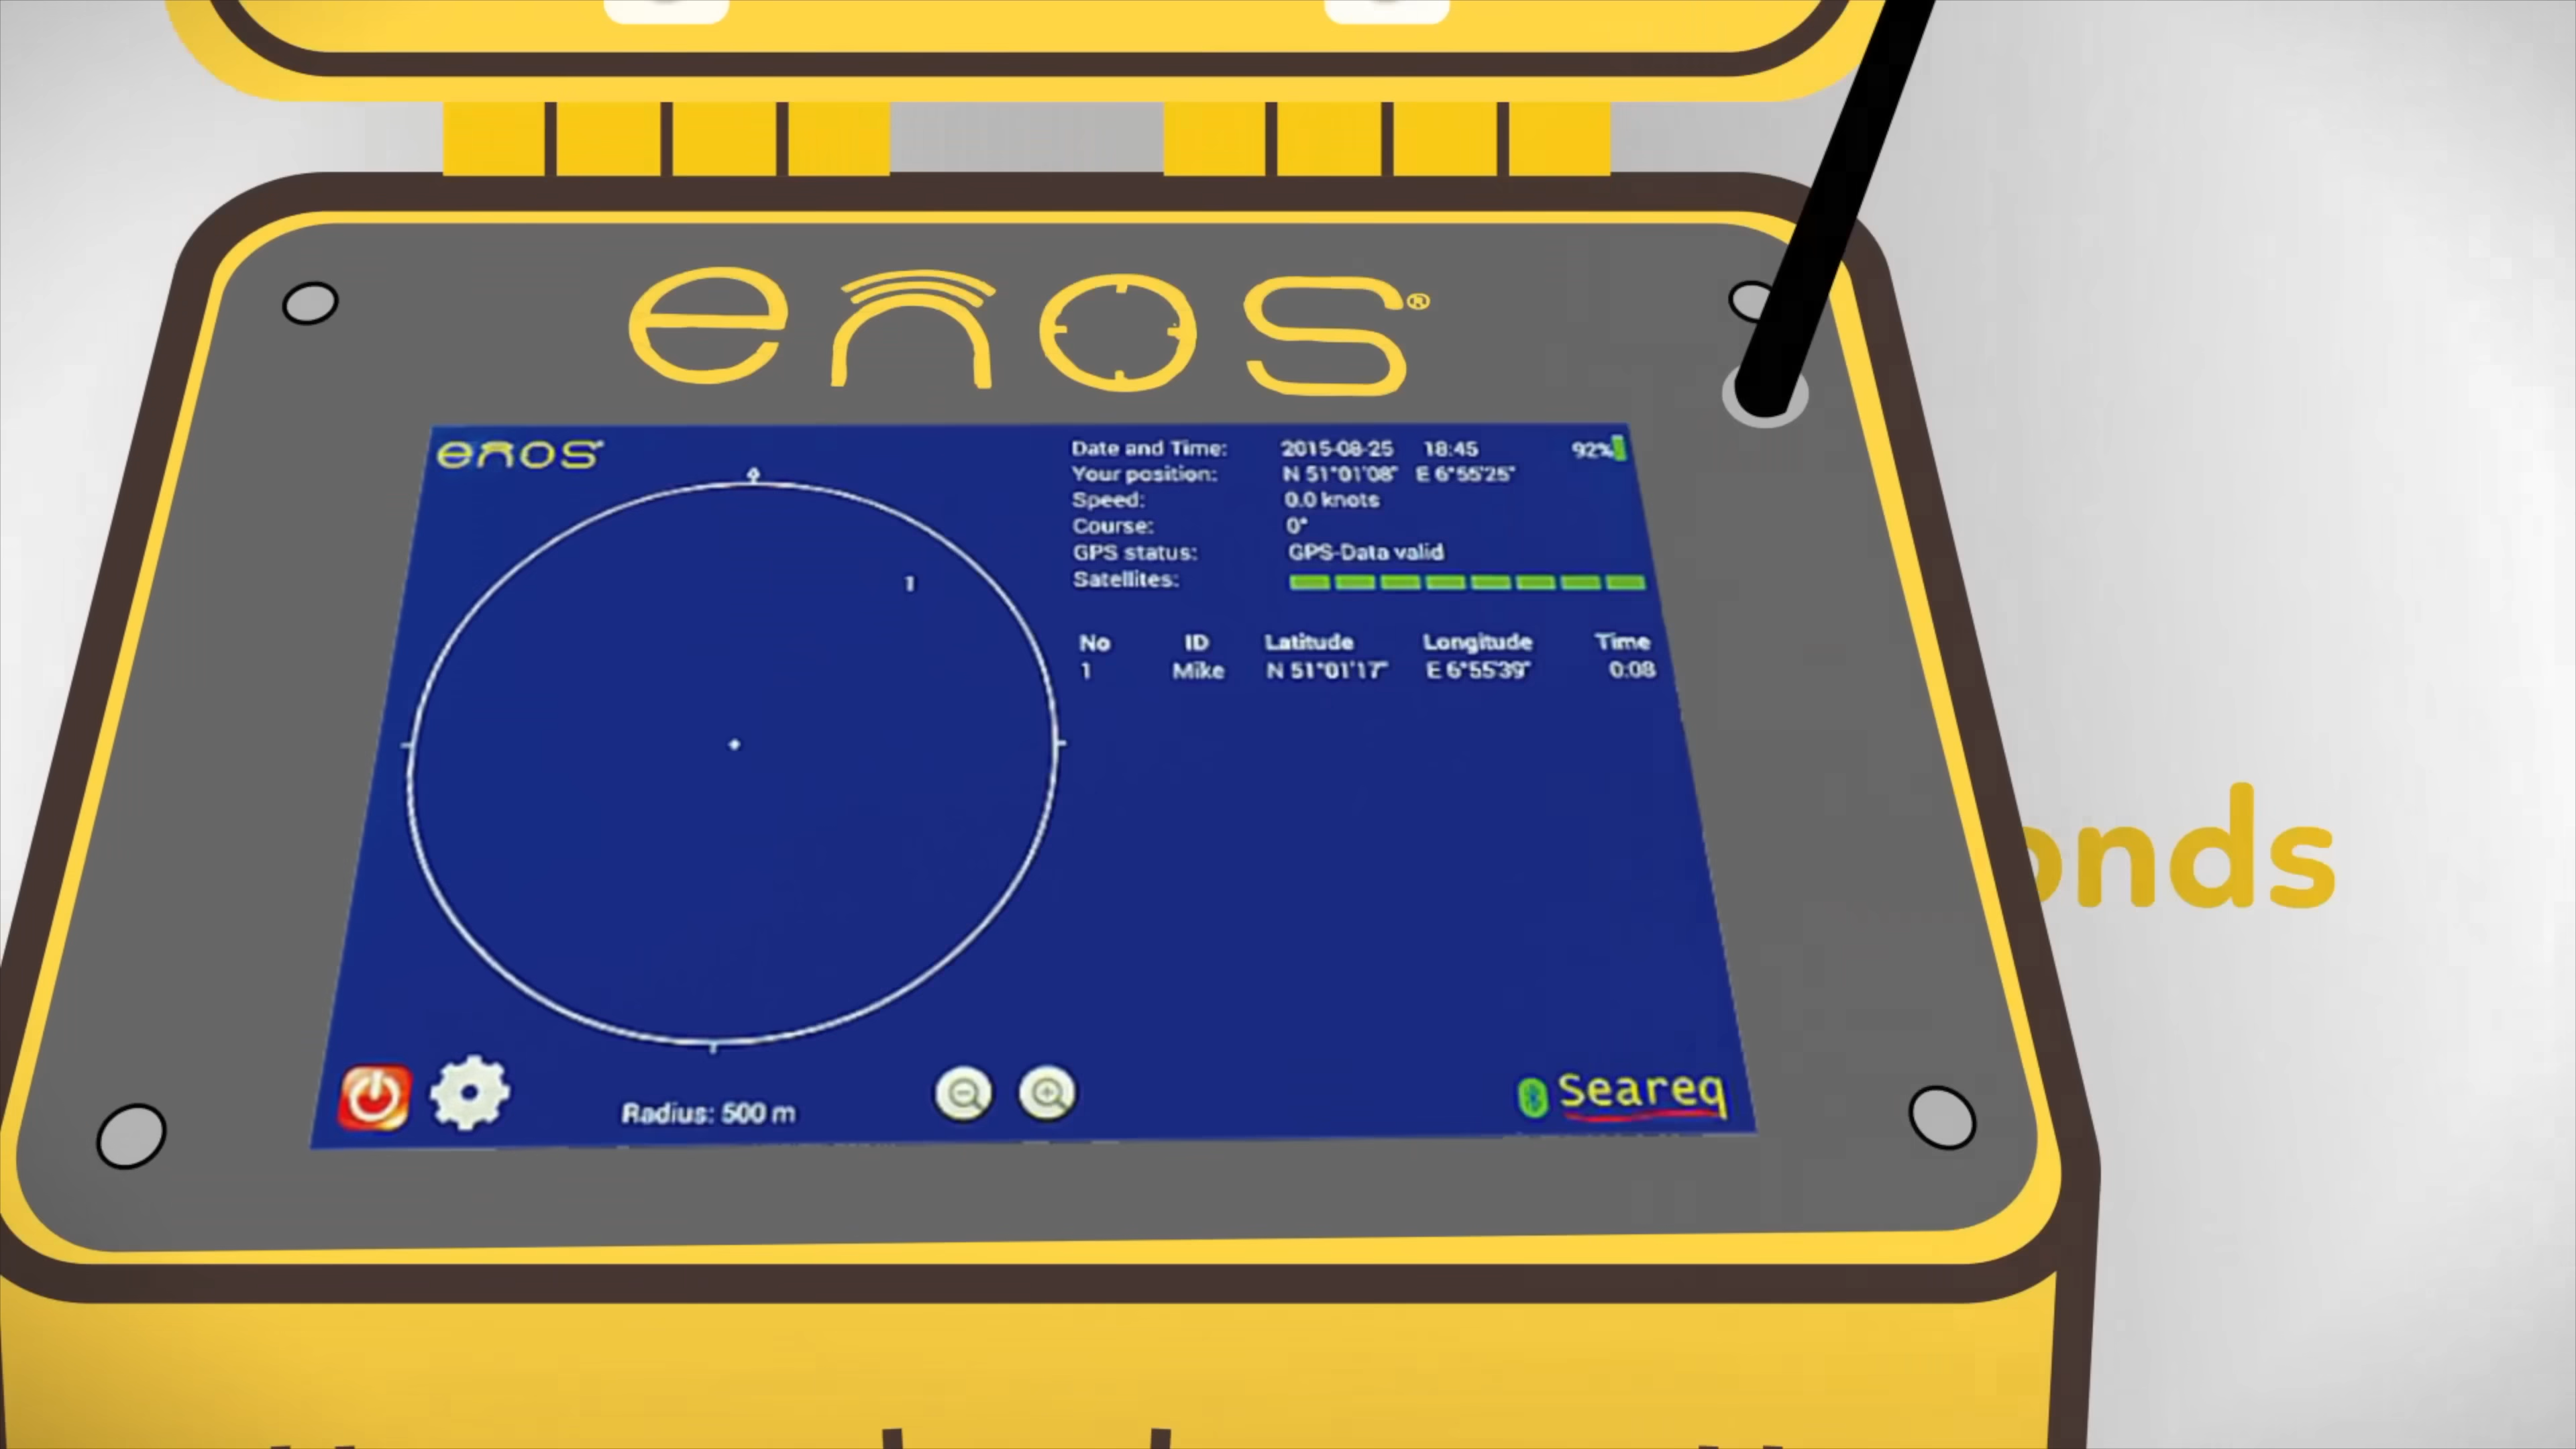 enos®
enos
Date and Time: 2015-08-25 18:45 92%
Your position: N 51°01'08" E 6°55'25"
Speed: 0.0 knots
Course: 0°
GPS status: GPS-Data valid
Satellites:
1
No ID Latitude Longitude Time
1 Mike N 51°01'17" E 6°55'39" 0:08
onds
Radius: 500 m
Seareq